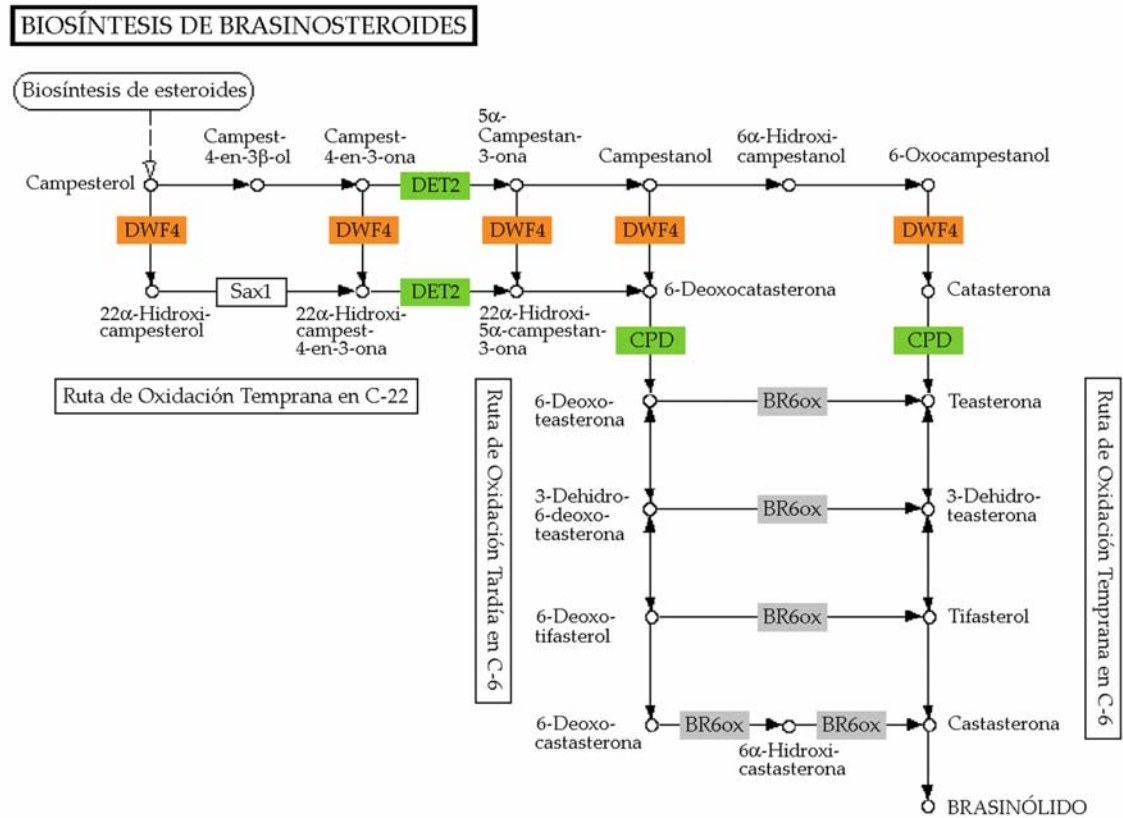 BIOSÍNTESIS DE BRASINOSTEROIDES
Biosíntesis de esteroides
Campesterol
Campest-
4-en-3β-ol
Campest-
4-en-3-ona
5α-
Campestan-
3-ona
Campestanol
6α-Hidroxi-
campestanol
6-Oxocampestanol
DET2
DWF4
DWF4
DWF4
DWF4
DWF4
Sax1
DET2
22α-Hidroxi-
campesterol
22α-Hidroxi-
campest-
4-en-3-ona
22α-Hidroxi-
5α-campestan-
3-ona
6-Deoxocatasterona
Catasterona
CPD
CPD
Ruta de Oxidación Temprana en C-22
Ruta de Oxidación Tardía en C-6
Ruta de Oxidación Temprana en C-6
6-Deoxo-
teasterona
BR6ox
Teasterona
3-Dehidro-
6-deoxo-
teasterona
BR6ox
3-Dehidro-
teasterona
6-Deoxo-
tifasterol
BR6ox
Tifasterol
6-Deoxo-
castasterona
BR6ox
6α-Hidroxi-
castasterona
BR6ox
Castasterona
BRASINÓLIDO